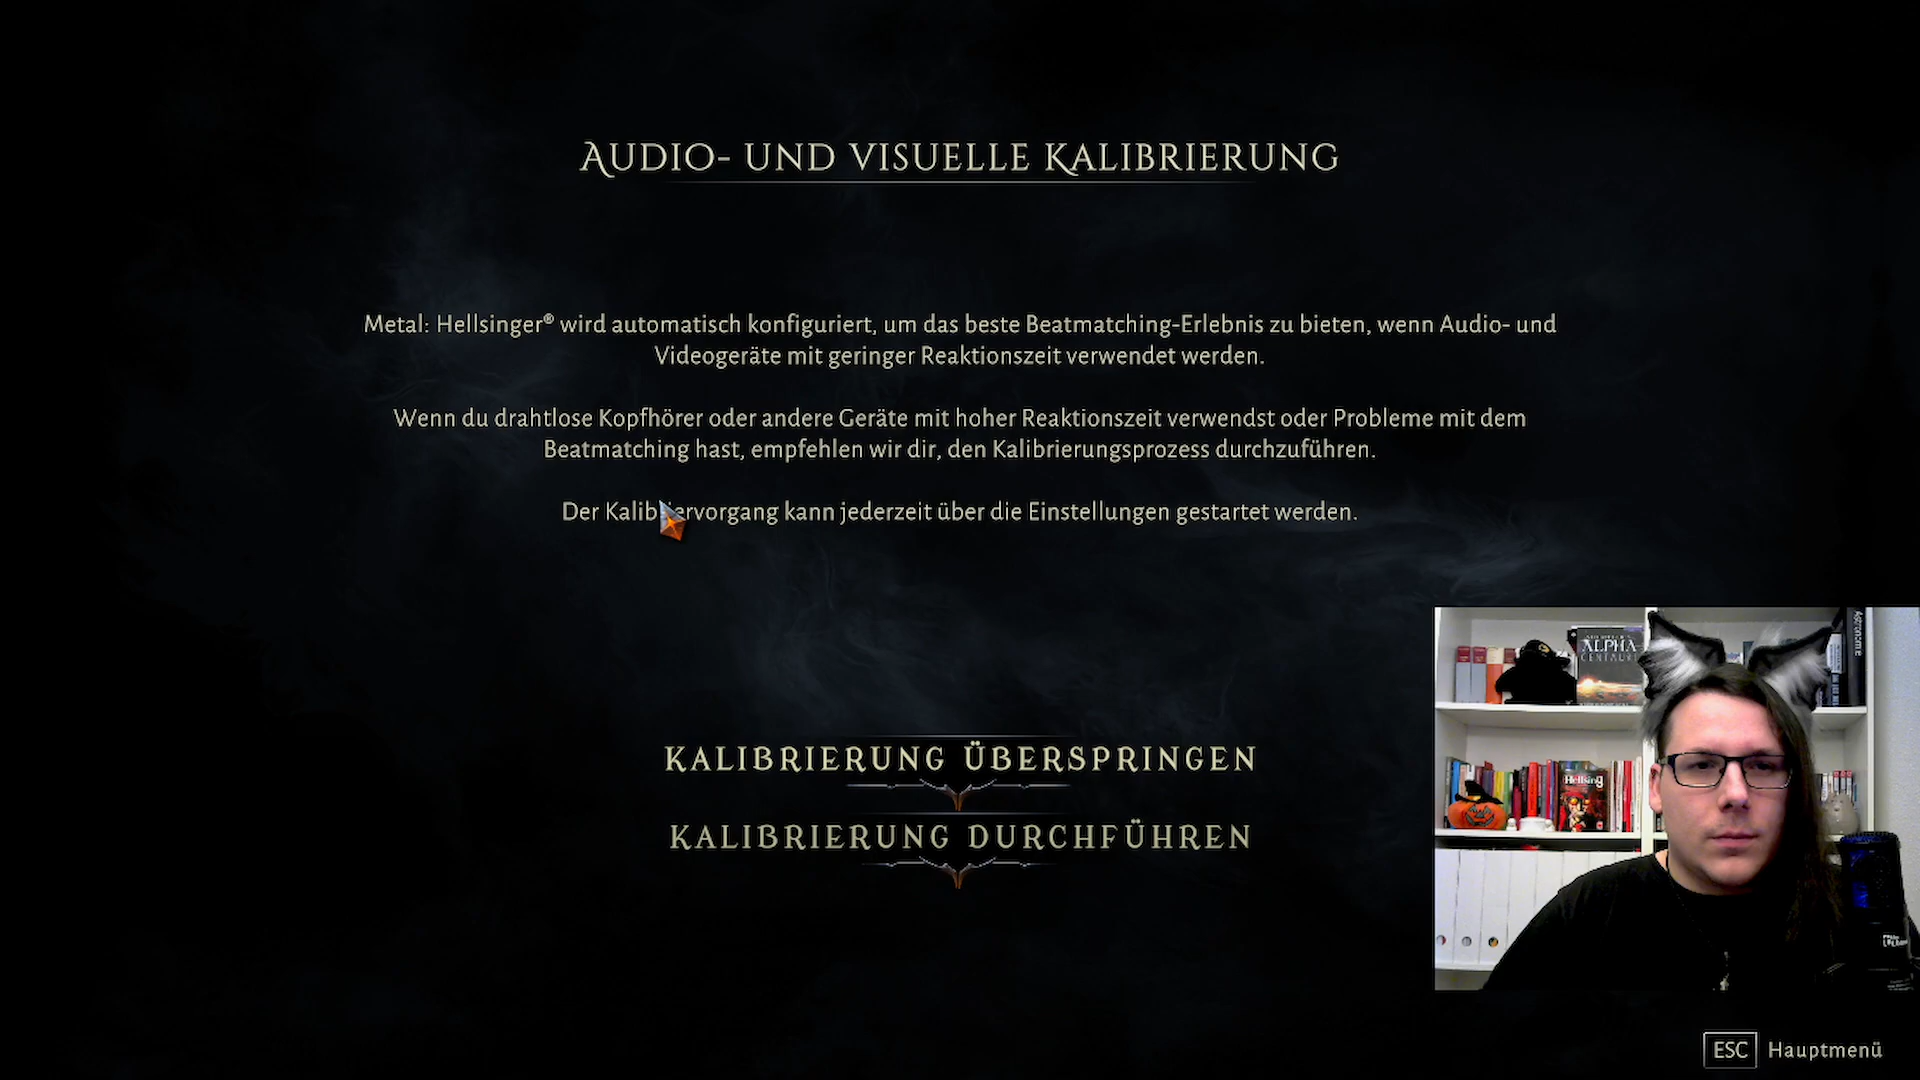 Audio- und visuelle Kalibrierung
Metal: Hellsinger® wird automatisch konfiguriert, um das beste Beatmatching-Erlebnis zu bieten, wenn Audio- und
Videogeräte mit geringer Reaktionszeit verwendet werden.
Wenn du drahtlose Kopfhörer oder andere Geräte mit hoher Reaktionszeit verwendst oder Probleme mit dem
Beatmatching hast, empfehlen wir dir, den Kalibrierungsprozess durchzuführen.
Der Kalibriervorgang kann jederzeit über die Einstellungen gestartet werden.
KALIBRIERUNG ÜBERSPRINGEN
KALIBRIERUNG DURCHFÜHREN
ALPHA
CENTAURI
Hellsing
ESC Hauptmenü